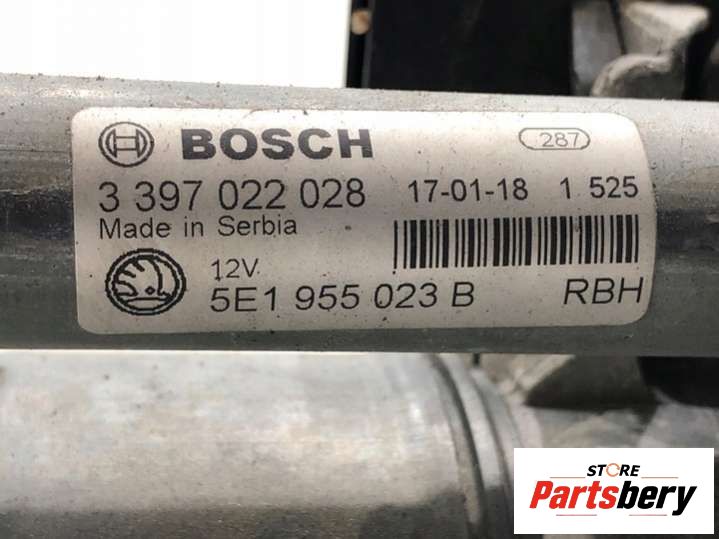 BOSCH 287
3 397 022 028 17-01-18 1 525
Made in Serbia
12V
5E1 955 023 B RBH
STORE
Partsbery